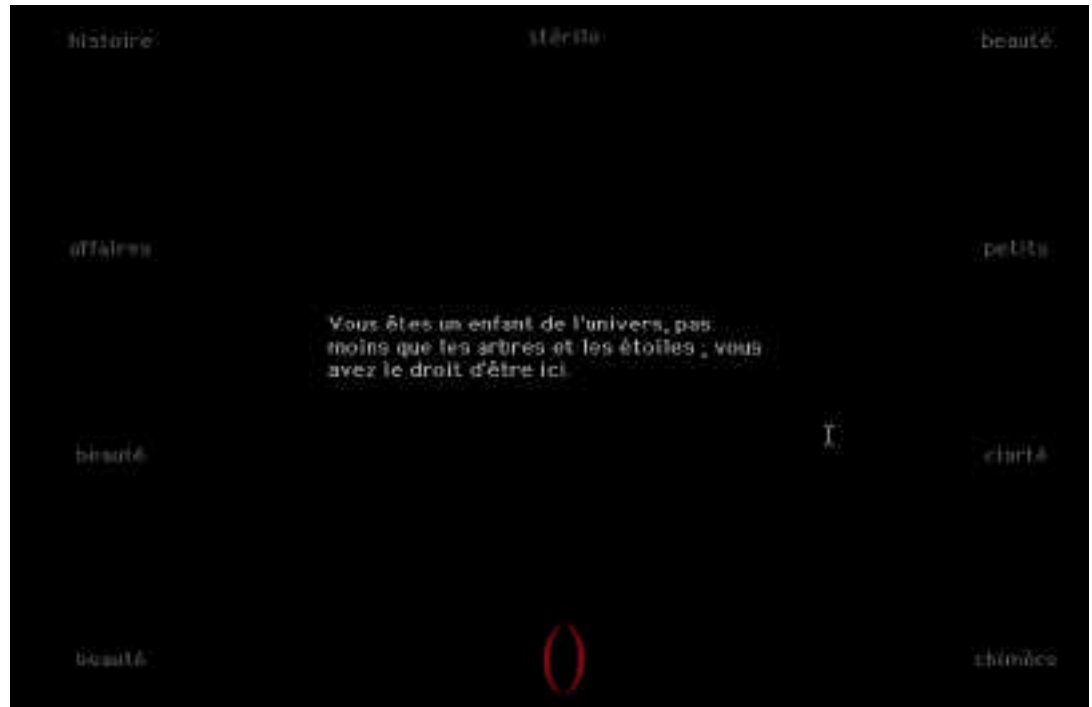 histoire
stérile
beauté
affaires
petits
Vous êtes un enfant de l'univers, pas
moins que les arbres et les étoiles ; vous
avez le droit d'être ici
beauté
clarté
beauté
()
chimère